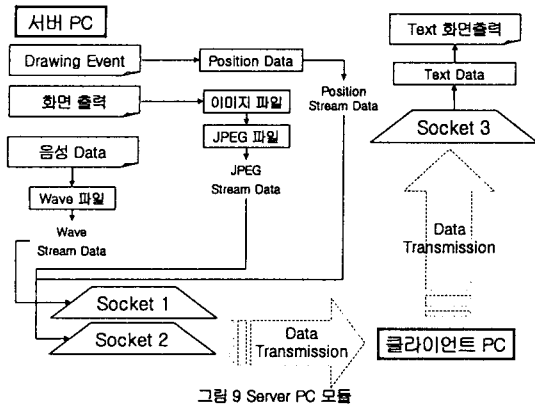 서버 PC
Drawing Event
Position Data
Position
Stream Data
화면 출력
이미지 파일
JPEG 파일
JPEG
Stream Data
음성 Data
Wave 파일
Wave
Stream Data
Socket 1
Socket 2
Data
Transmission
클라이언트 PC
Data
Transmission
Socket 3
Text Data
Text 화면출력
그림 9 Server PC 모듈